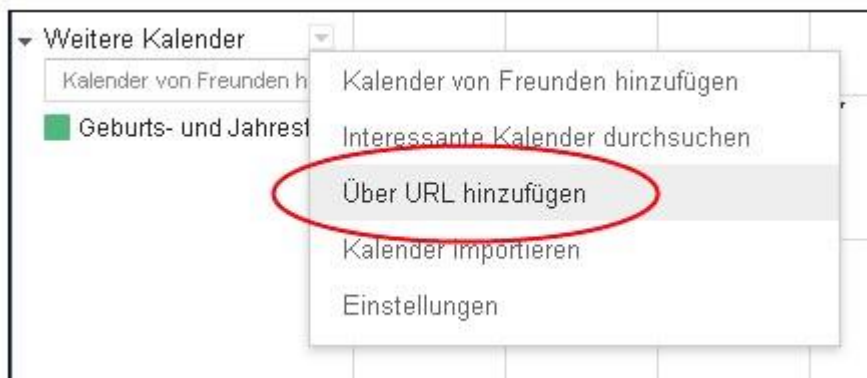 Weitere Kalender
Kalender von Freunden h
Geburts- und Jahresf
Kalender von Freunden hinzufügen
Interessante Kalender durchsuchen
Über URL hinzufügen
Kalender importieren
Einstellungen